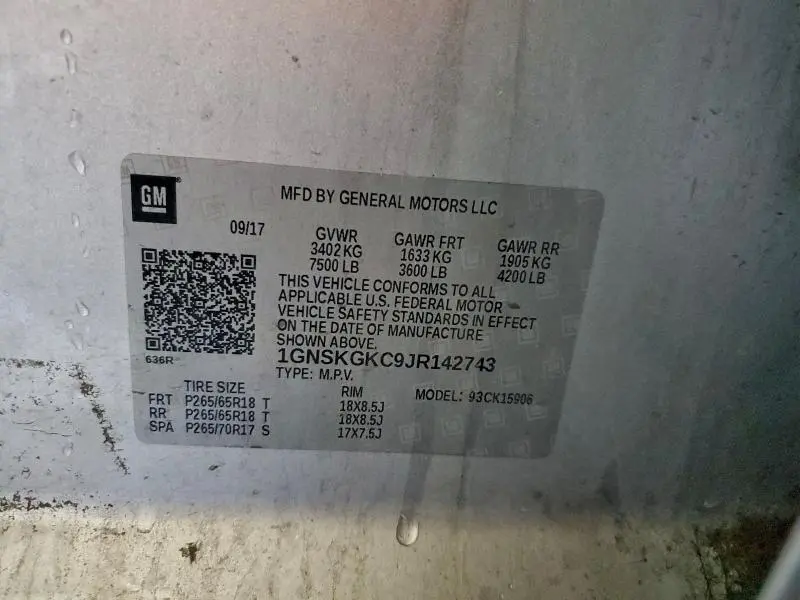 GM
MFD BY GENERAL MOTORS LLC
09/17 GVWR GAWR FRT GAWR RR
3402 KG 1633 KG 1905 KG
7500 LB 3600 LB 4200 LB
THIS VEHICLE CONFORMS TO ALL
APPLICABLE U.S. FEDERAL MOTOR
VEHICLE SAFETY STANDARDS IN EFFECT
ON THE DATE OF MANUFACTURE
SHOWN ABOVE.
636R
1GNSKGKC9JR142743
TYPE: M.P.V.
TIRE SIZE RIM MODEL: 93CK15906
FRT P265/65R18 T 18X8.5J
RR P265/65R18 T 18X8.5J
SPA P265/70R17 S 17X7.5J